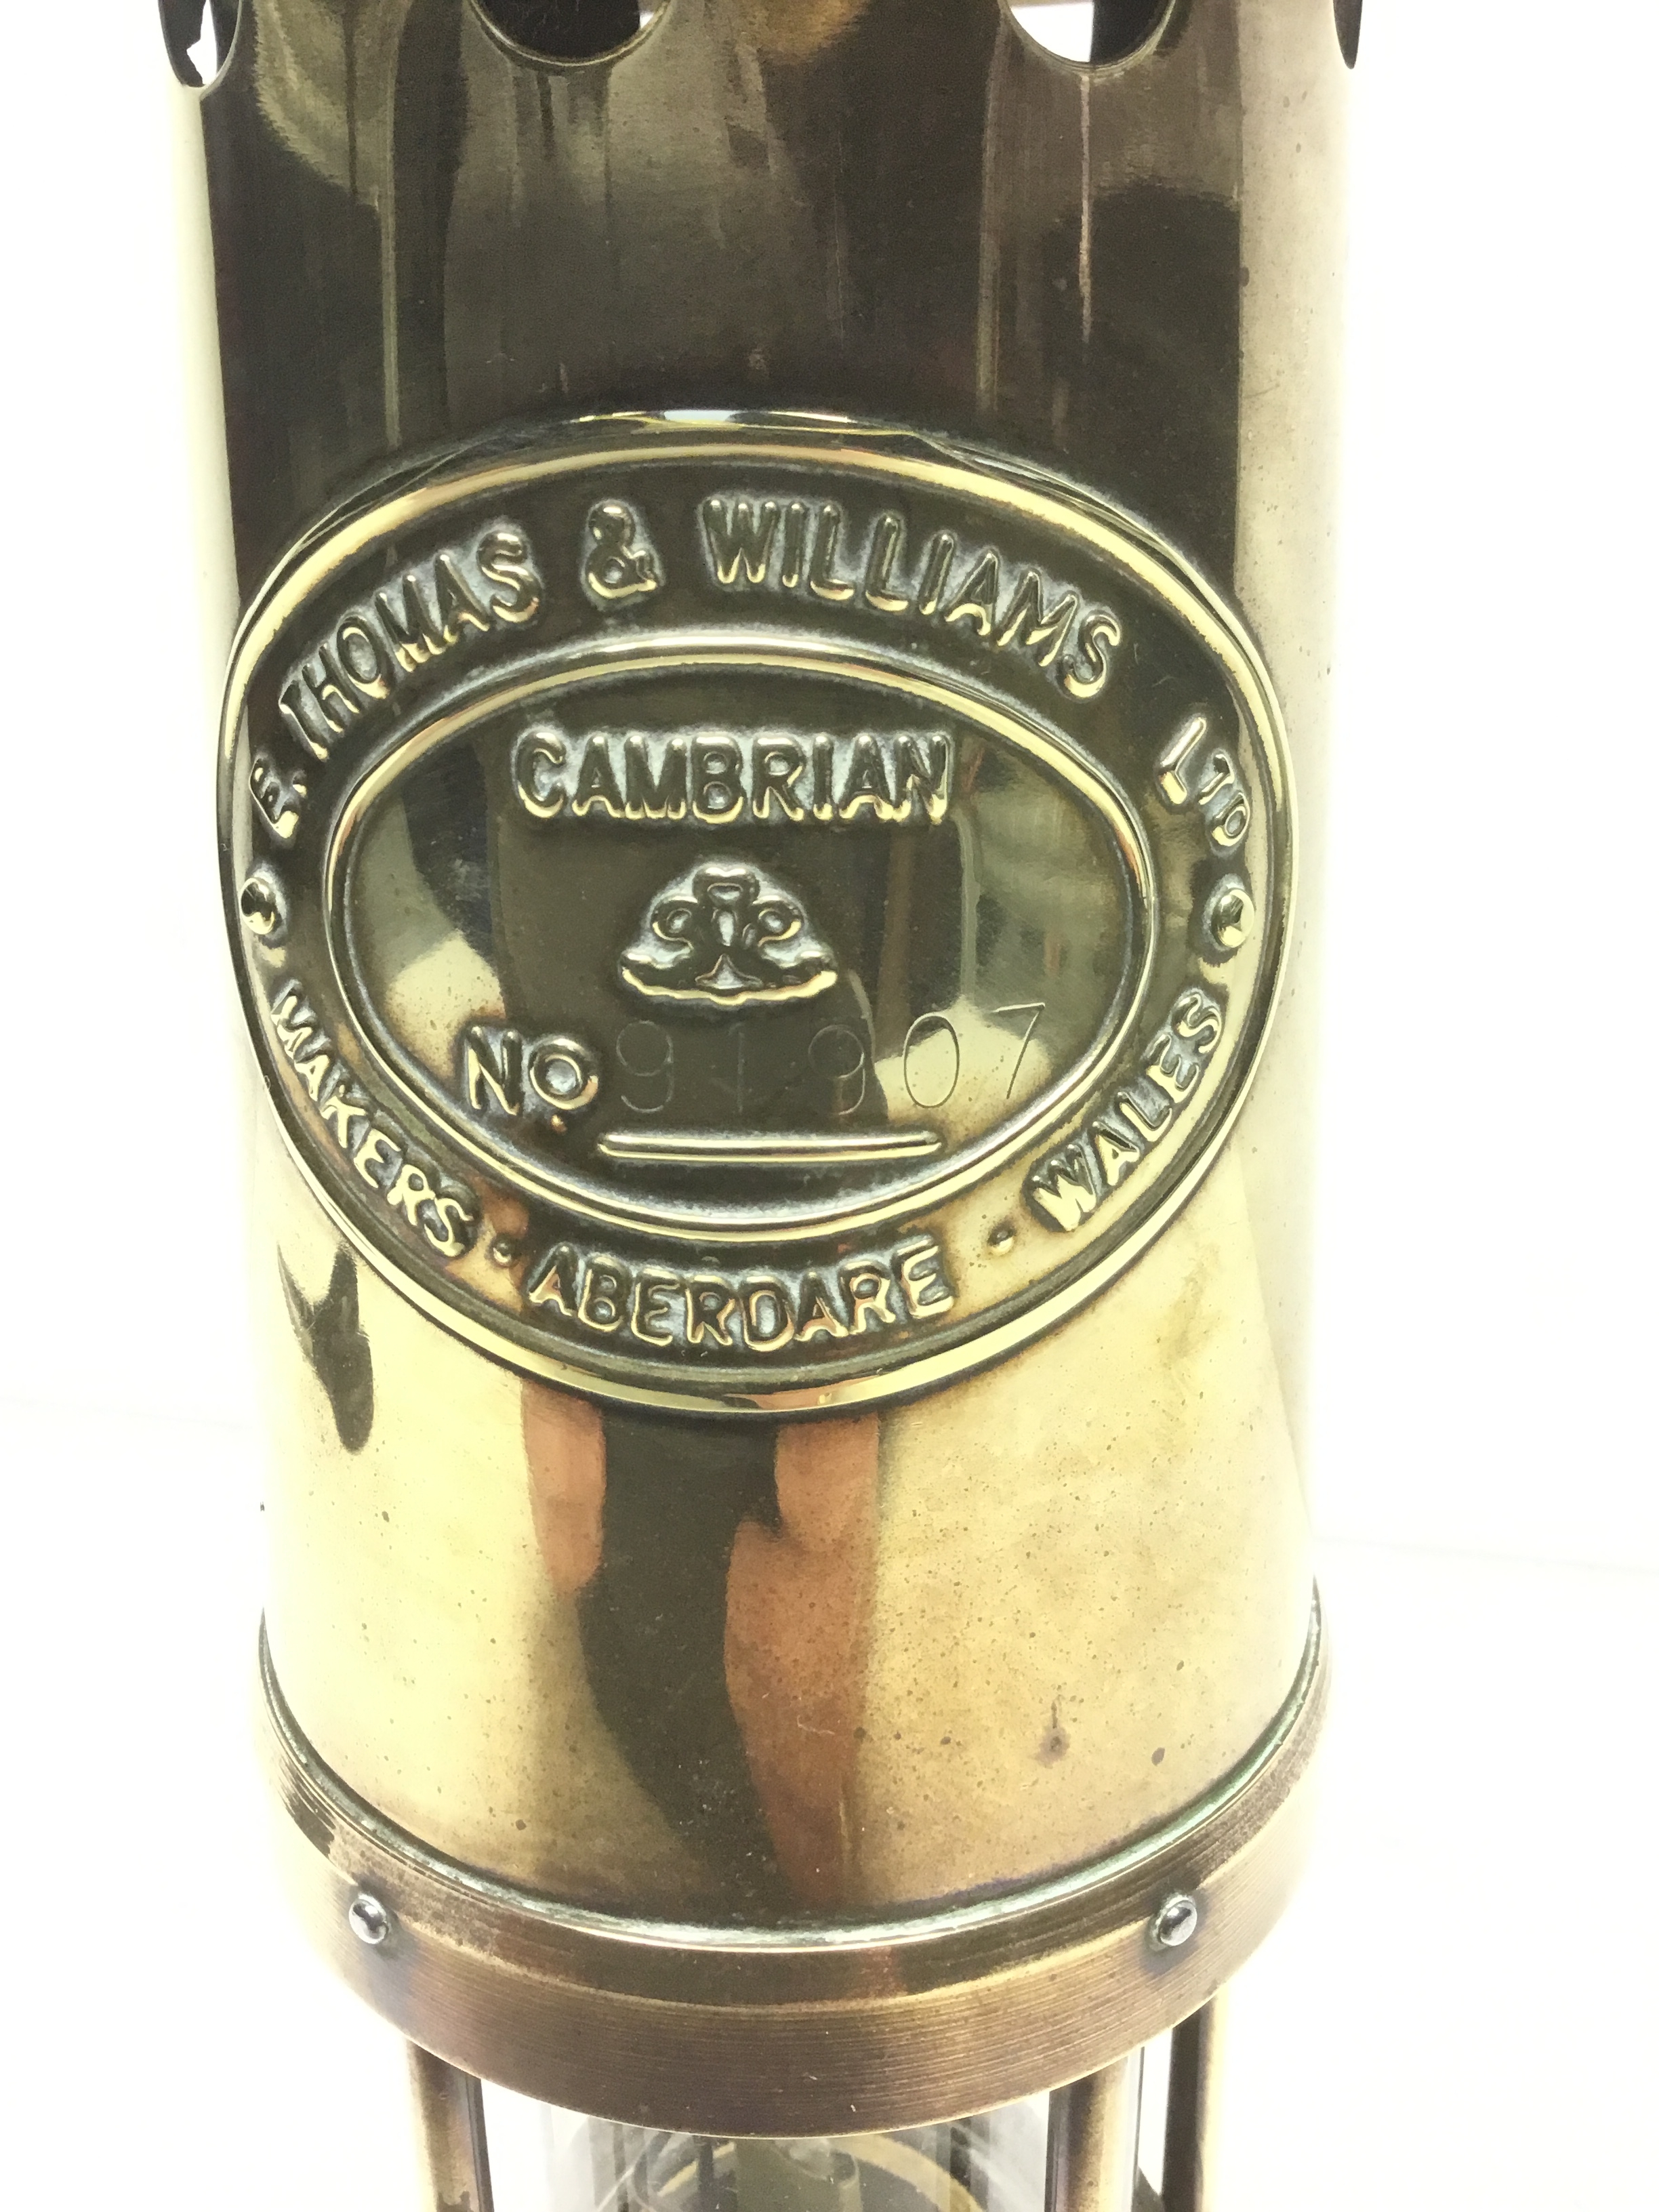 E. THOMAS & WILLIAMS LTD
CAMBRIAN
No 91907
MAKERS · ABERDARE · WALES